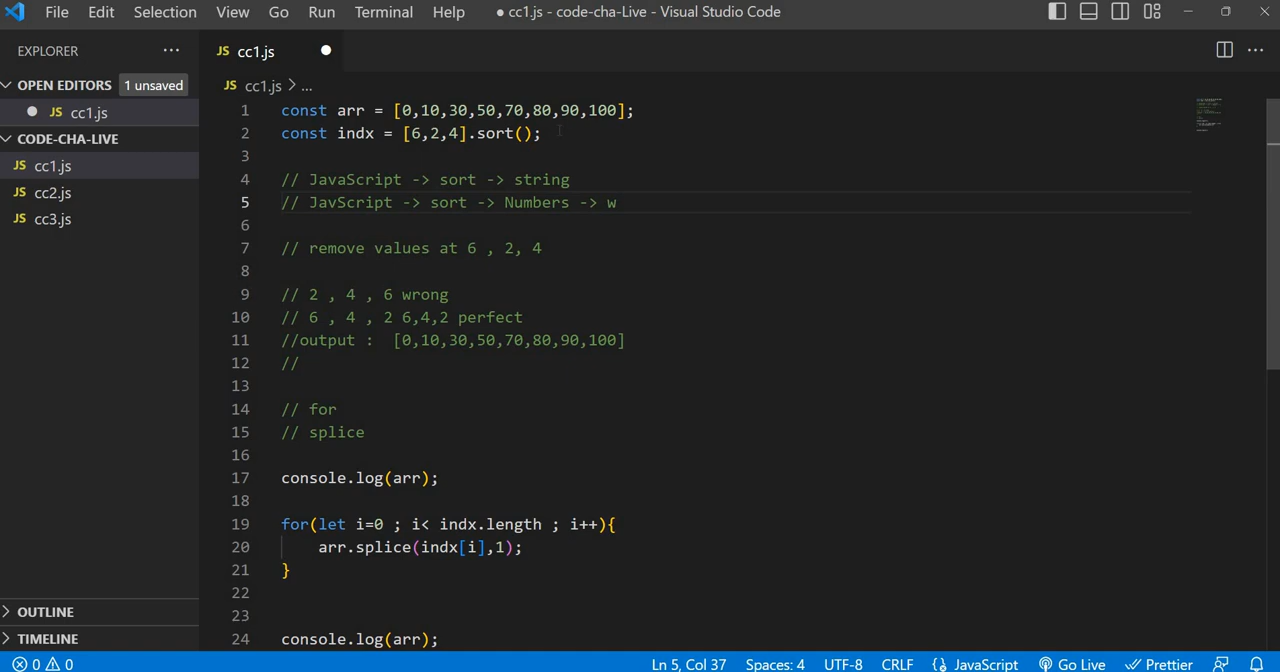 File Edit Selection View Go Run Terminal Help ● cc1.js - code-cha-Live - Visual Studio Code
EXPLORER ···
JS cc1.js ●
OPEN EDITORS 1 unsaved
● JS cc1.js
CODE-CHA-LIVE
JS cc1.js
JS cc2.js
JS cc3.js
OUTLINE
TIMELINE
JS cc1.js > ...
1 const arr = [0,10,30,50,70,80,90,100];
2 const indx = [6,2,4].sort();
3
4 // JavaScript -> sort -> string
5 // JavScript -> sort -> Numbers -> w
6
7 // remove values at 6 , 2, 4
8
9 // 2 , 4 , 6 wrong
10 // 6 , 4 , 2 6,4,2 perfect
11 //output :  [0,10,30,50,70,80,90,100]
12 //
13
14 // for
15 // splice
16
17 console.log(arr);
18
19 for(let i=0 ; i< indx.length ; i++){
20     arr.splice(indx[i],1);
21 }
22
23
24 console.log(arr);
0 0 Ln 5, Col 37 Spaces: 4 UTF-8 CRLF {} JavaScript Go Live Prettier